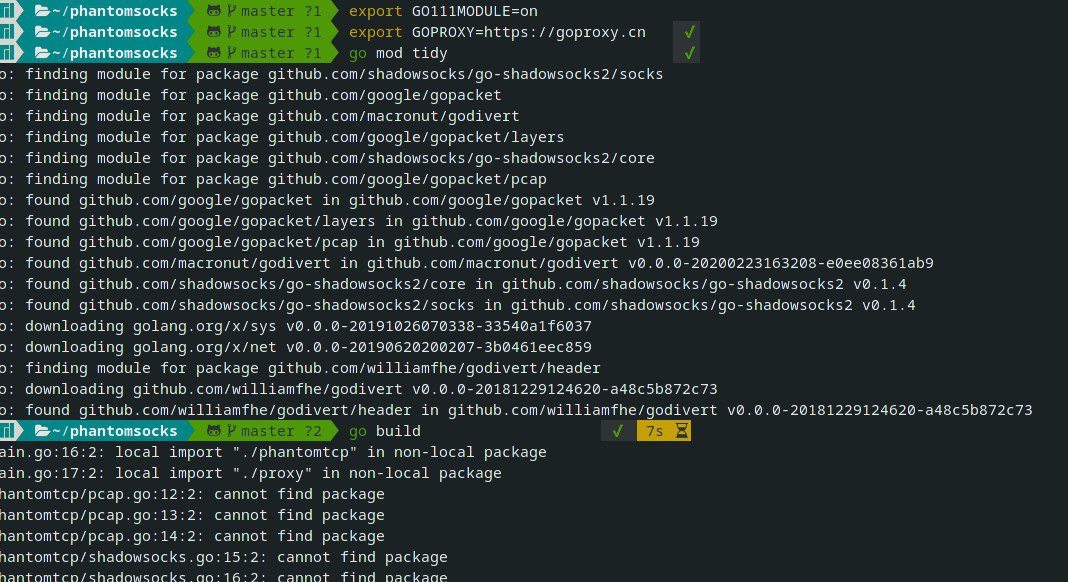 ~/phantomsocks master ?1 export GO111MODULE=on
~/phantomsocks master ?1 export GOPROXY=https://goproxy.cn ✓
~/phantomsocks master ?1 go mod tidy ✓
o: finding module for package github.com/shadowsocks/go-shadowsocks2/socks
o: finding module for package github.com/google/gopacket
o: finding module for package github.com/macronut/godivert
o: finding module for package github.com/google/gopacket/layers
o: finding module for package github.com/shadowsocks/go-shadowsocks2/core
o: finding module for package github.com/google/gopacket/pcap
o: found github.com/google/gopacket in github.com/google/gopacket v1.1.19
o: found github.com/google/gopacket/layers in github.com/google/gopacket v1.1.19
o: found github.com/google/gopacket/pcap in github.com/google/gopacket v1.1.19
o: found github.com/macronut/godivert in github.com/macronut/godivert v0.0.0-20200223163208-e0ee08361ab9
o: found github.com/shadowsocks/go-shadowsocks2/core in github.com/shadowsocks/go-shadowsocks2 v0.1.4
o: found github.com/shadowsocks/go-shadowsocks2/socks in github.com/shadowsocks/go-shadowsocks2 v0.1.4
o: downloading golang.org/x/sys v0.0.0-20191026070338-33540a1f6037
o: downloading golang.org/x/net v0.0.0-20190620200207-3b0461eec859
o: finding module for package github.com/williamfhe/godivert/header
o: downloading github.com/williamfhe/godivert v0.0.0-20181229124620-a48c5b872c73
o: found github.com/williamfhe/godivert/header in github.com/williamfhe/godivert v0.0.0-20181229124620-a48c5b872c73
~/phantomsocks master ?2 go build ✓ 7s
ain.go:16:2: local import "./phantomtcp" in non-local package
ain.go:17:2: local import "./proxy" in non-local package
hantomtcp/pcap.go:12:2: cannot find package
hantomtcp/pcap.go:13:2: cannot find package
hantomtcp/pcap.go:14:2: cannot find package
hantomtcp/shadowsocks.go:15:2: cannot find package
hantomtcp/shadowsocks.go:16:2: cannot find package